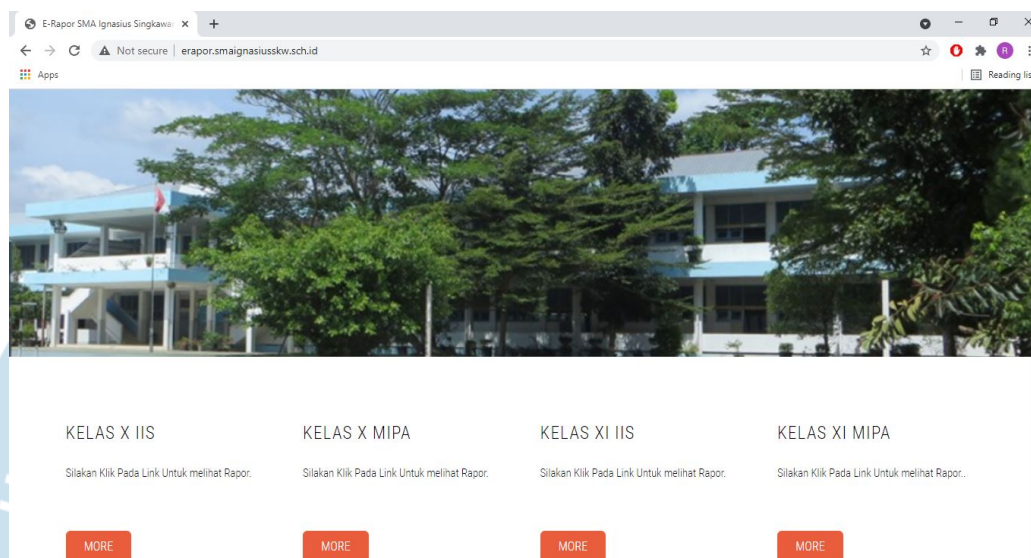 E-Rapor SMA Ignasius Singkawa
Not secure erapor.smaignasiusskw.sch.id
R
Apps
Reading lis
KELAS X IIS KELAS X MIPA KELAS XI IIS KELAS XI MIPA
Silakan Klik Pada Link Untuk melihat Rapor. Silakan Klik Pada Link Untuk melihat Rapor. Silakan Klik Pada Link Untuk melihat Rapor. Silakan Klik Pada Link Untuk melihat Rapor..
MORE MORE MORE MORE